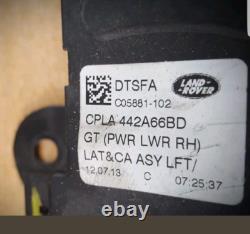 DTSFA
LAND-
ROVER
C05881-102
CPLA 442A66BD
GT (PWR LWR RH)
LAT&CA ASY LFT/
12.07.13 C 07:25:37